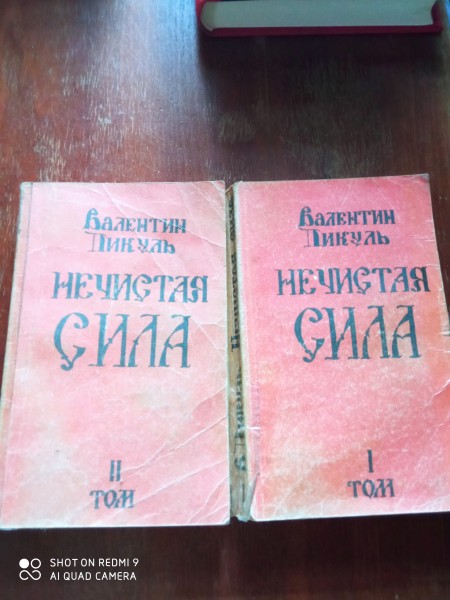 Валентин
Пикуль
НЕЧИСТАЯ
СИЛА
II
ТОМ
Валентин
Пикуль
НЕЧИСТАЯ
СИЛА
I
ТОМ
SHOT ON REDMI 9
AI QUAD CAMERA